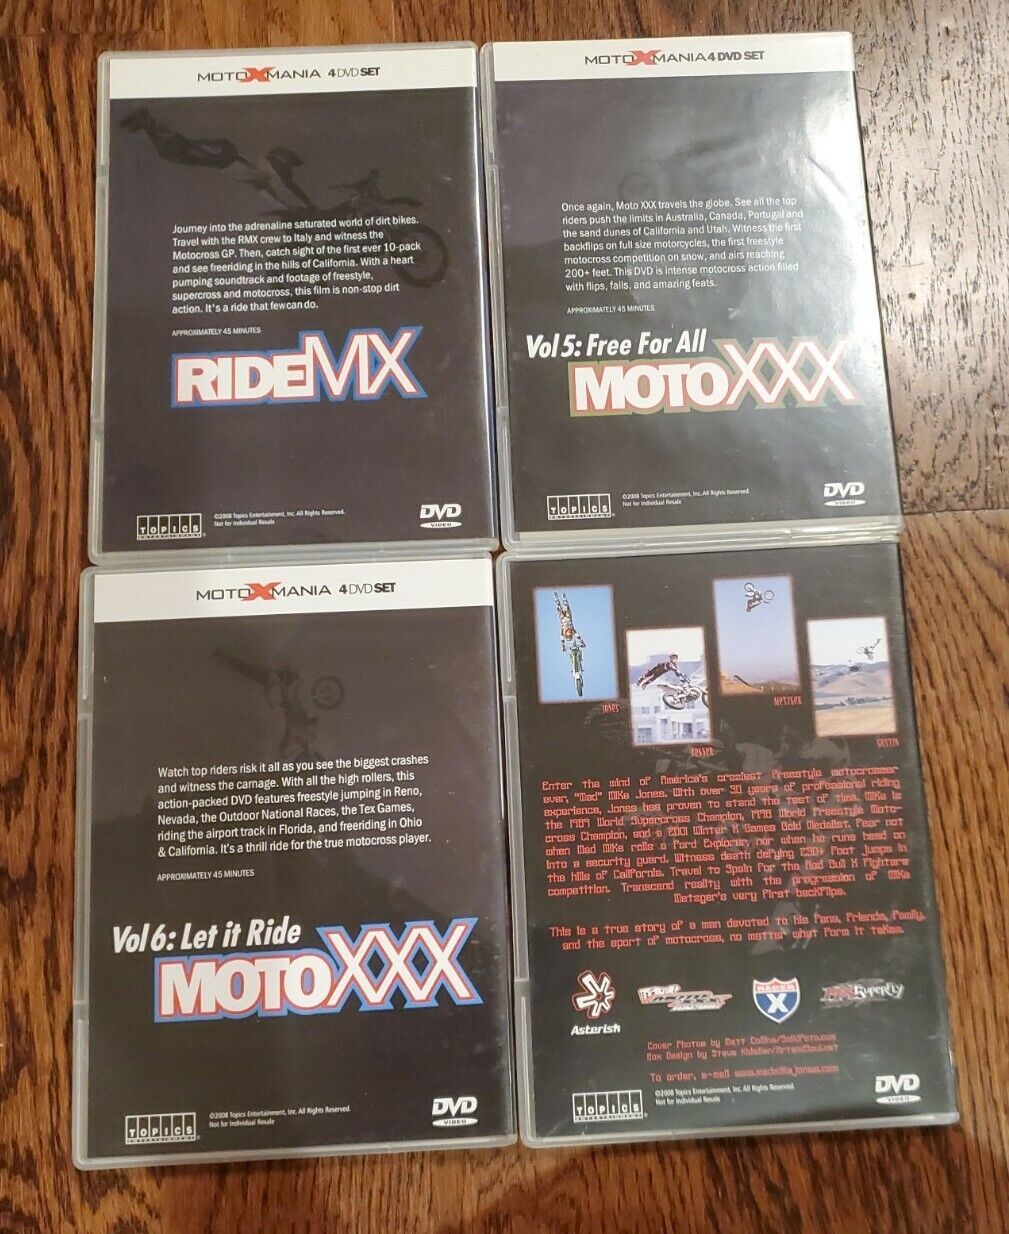 MOTOXMANIA 4 DVD SET
Journey into the adrenaline saturated world of dirt bikes.
Travel with the RMX crew to Italy and witness the
Motocross GP. Then, catch sight of the first ever 10-pack
and see freeriding in the hills of California. With a heart
pumping soundtrack and footage of freestyle,
supercross and motocross, this film is non-stop dirt
action. It's a ride that few can do.
APPROXIMATELY 45 MINUTES
RIDEMX
TOPICS
ENTERTAINMENT
©2008 Topics Entertainment, Inc. All Rights Reserved.
Not for Individual Resale
DVD
VIDEO
MOTOXMANIA 4 DVD SET
Once again, Moto XXX travels the globe. See all the top
riders push the limits in Australia, Canada, Portugal and
the sand dunes of California and Utah. Witness the first
backflips on full size motorcycles, the first freestyle
motocross competition on snow, and airs reaching
200+ feet. This DVD is intense motocross action filled
with flips, falls, and amazing feats.
APPROXIMATELY 45 MINUTES
Vol 5: Free For All
MOTOXXX
TOPICS
ENTERTAINMENT
©2008 Topics Entertainment, Inc. All Rights Reserved.
Not for Individual Resale
DVD
VIDEO
MOTOXMANIA 4 DVD SET
Watch top riders risk it all as you see the biggest crashes
and witness the carnage. With all the high rollers, this
action-packed DVD features freestyle jumping in Reno,
Nevada, the Outdoor National Races, the Tex Games,
riding the airport track in Florida, and freeriding in Ohio
& California. It's a thrill ride for the true motocross player.
APPROXIMATELY 45 MINUTES
Vol 6: Let it Ride
MOTOXXX
TOPICS
ENTERTAINMENT
©2008 Topics Entertainment, Inc. All Rights Reserved.
Not for Individual Resale
DVD
VIDEO
JONES
METZGER
Enter the mind of America's craziest freestyle motocrosser
ever, "Mad" Mike Jones. With over 30 years of professional riding
experience, Jones has proven to stand the test of time. Mike is
the 1989 World Supercross Champion, 1998 World Freestyle Moto-
cross Champion, and a 2001 Winter X Games Gold Medalist. Fear not
when Mad Mike rolls a Ford Explorer, nor when he runs head on
into a security guard. Witness death defying 230+ foot jumps in
the hills of California. Travel to Spain for the Red Bull X Fighters
competition. Transcend reality with the progression of Mike
Metzger's very first backflips.
This is a true story of a man devoted to his fans, friends, family,
and the sport of motocross, no matter what form it takes.
Asterisk
RACER X
Cover Photos by Matt
Box Design by Steve
To order, e-mail www.madmikejones.com
TOPICS
ENTERTAINMENT
©2008 Topics Entertainment, Inc. All Rights Reserved.
Not for Individual Resale
DVD
VIDEO